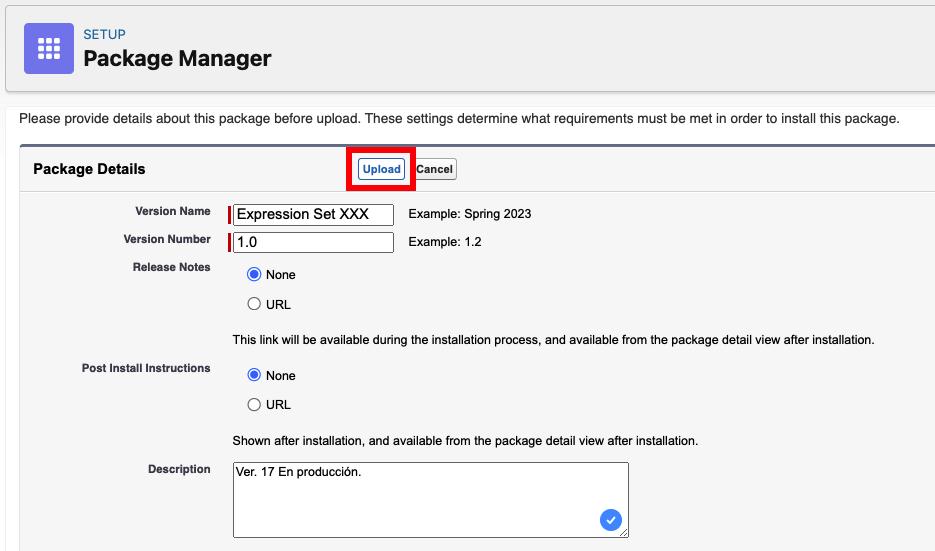 SETUP
Package Manager
Please provide details about this package before upload. These settings determine what requirements must be met in order to install this package.
Package Details
Upload
Cancel
Version Name
Expression Set XXX
Example: Spring 2023
Version Number
1.0
Example: 1.2
Release Notes
None
URL
This link will be available during the installation process, and available from the package detail view after installation.
Post Install Instructions
None
URL
Shown after installation, and available from the package detail view after installation.
Description
Ver. 17 En producción.